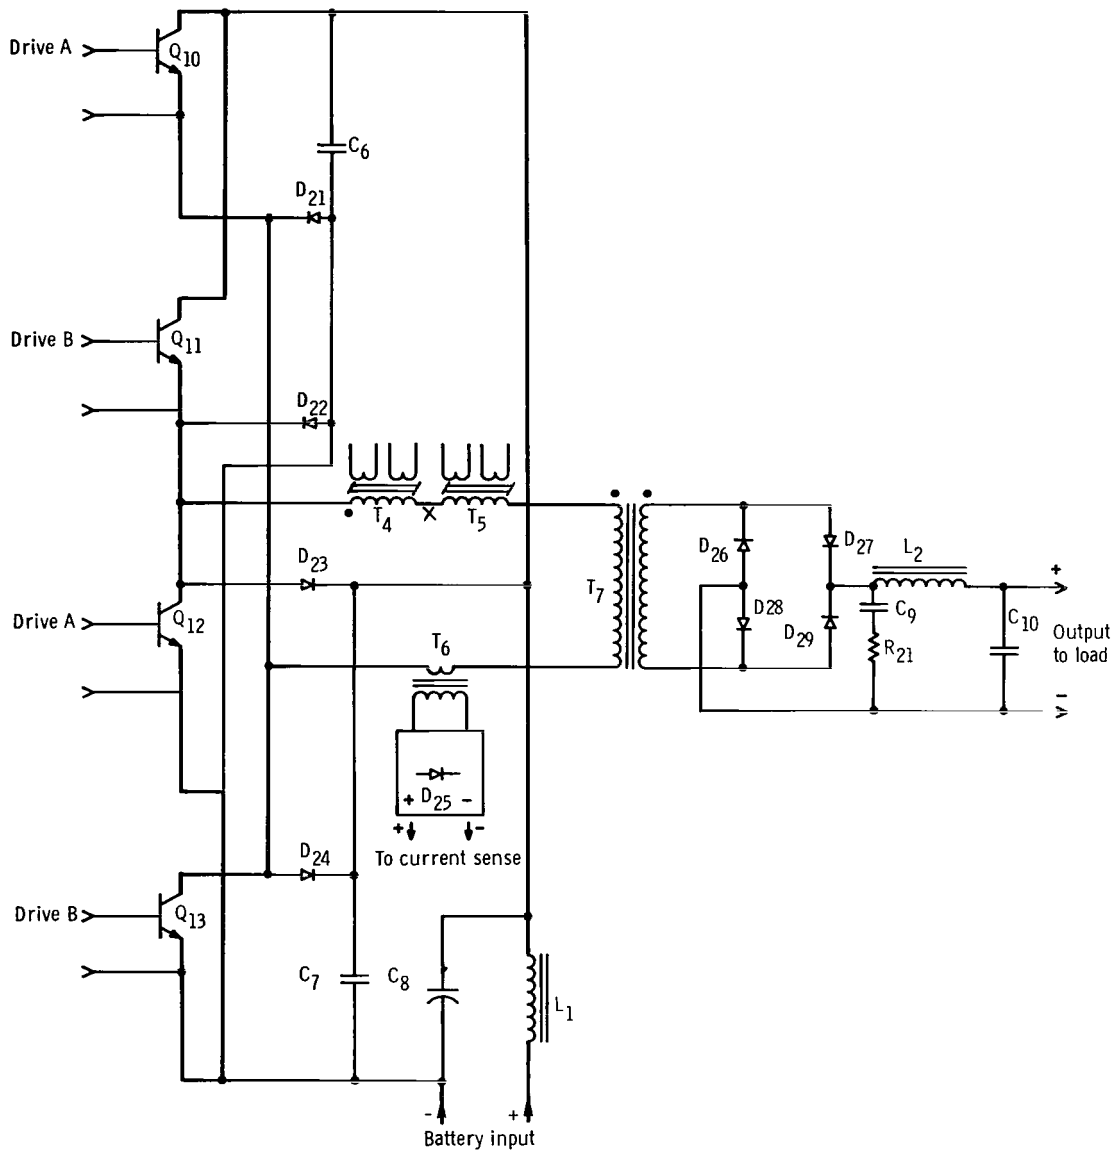 Drive A
Q10
C6
D21
Drive B
Q11
D22
T4
X
T5
D23
D26
D27
L2
+
T7
Drive A
Q12
D28
C9
C10
Output
to load
T6
D29
R21
−
D25
+ −
+ −
To current sense
D24
Drive B
Q13
C7
C8
L1
− +
Battery input